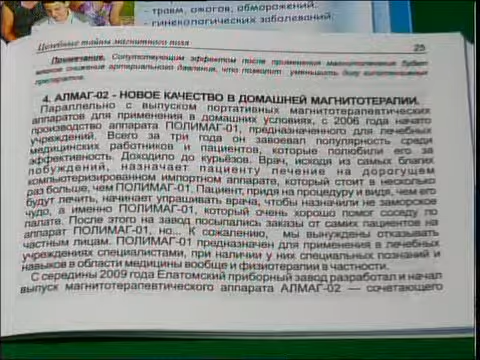 - травм, ожогов, обморожений.
- гинекологических заболеваний.
Целебные тайны магнитного поля 25
Примечание. Сопутствующим эффектом после применения магнитотерапии будет
мягкое снижение артериального давления, что позволит уменьшить дозу гипотензивных
препаратов.
4. АЛМАГ-02 - НОВОЕ КАЧЕСТВО В ДОМАШНЕЙ МАГНИТОТЕРАПИИ.
Параллельно с выпуском портативных магнитотерапевтических
аппаратов для применения в домашних условиях, с 2006 года начато
производство аппарата ПОЛИМАГ-01, предназначенного для лечебных
учреждений. Всего за три года он завоевал популярность среди
медицинских работников и пациентов, которые полюбили его за
эффективность. Доходило до курьёзов. Врач, исходя из самых благих
побуждений, назначает пациенту лечение на дорогущем
компьютеризированном импортном аппарате, который стоит в несколько
раз больше, чем ПОЛИМАГ-01. Пациент, придя на процедуру и видя, чем его
будут лечить, начинает упрашивать врача, чтобы назначили не заморское
чудо, а именно ПОЛИМАГ-01, который очень хорошо помог соседу по
палате. После этого на завод посыпались заказы от самих пациентов на
аппарат ПОЛИМАГ-01, но... К сожалению, мы вынуждены отказывать
частным лицам. ПОЛИМАГ-01 предназначен для применения в лечебных
учреждениях специалистами, при наличии у них специальных познаний и
навыков в области медицины вообще и физиотерапии в частности.
С середины 2009 года Елатомский приборный завод разработал и начал
выпуск магнитотерапевтического аппарата АЛМАГ-02 — сочетающего